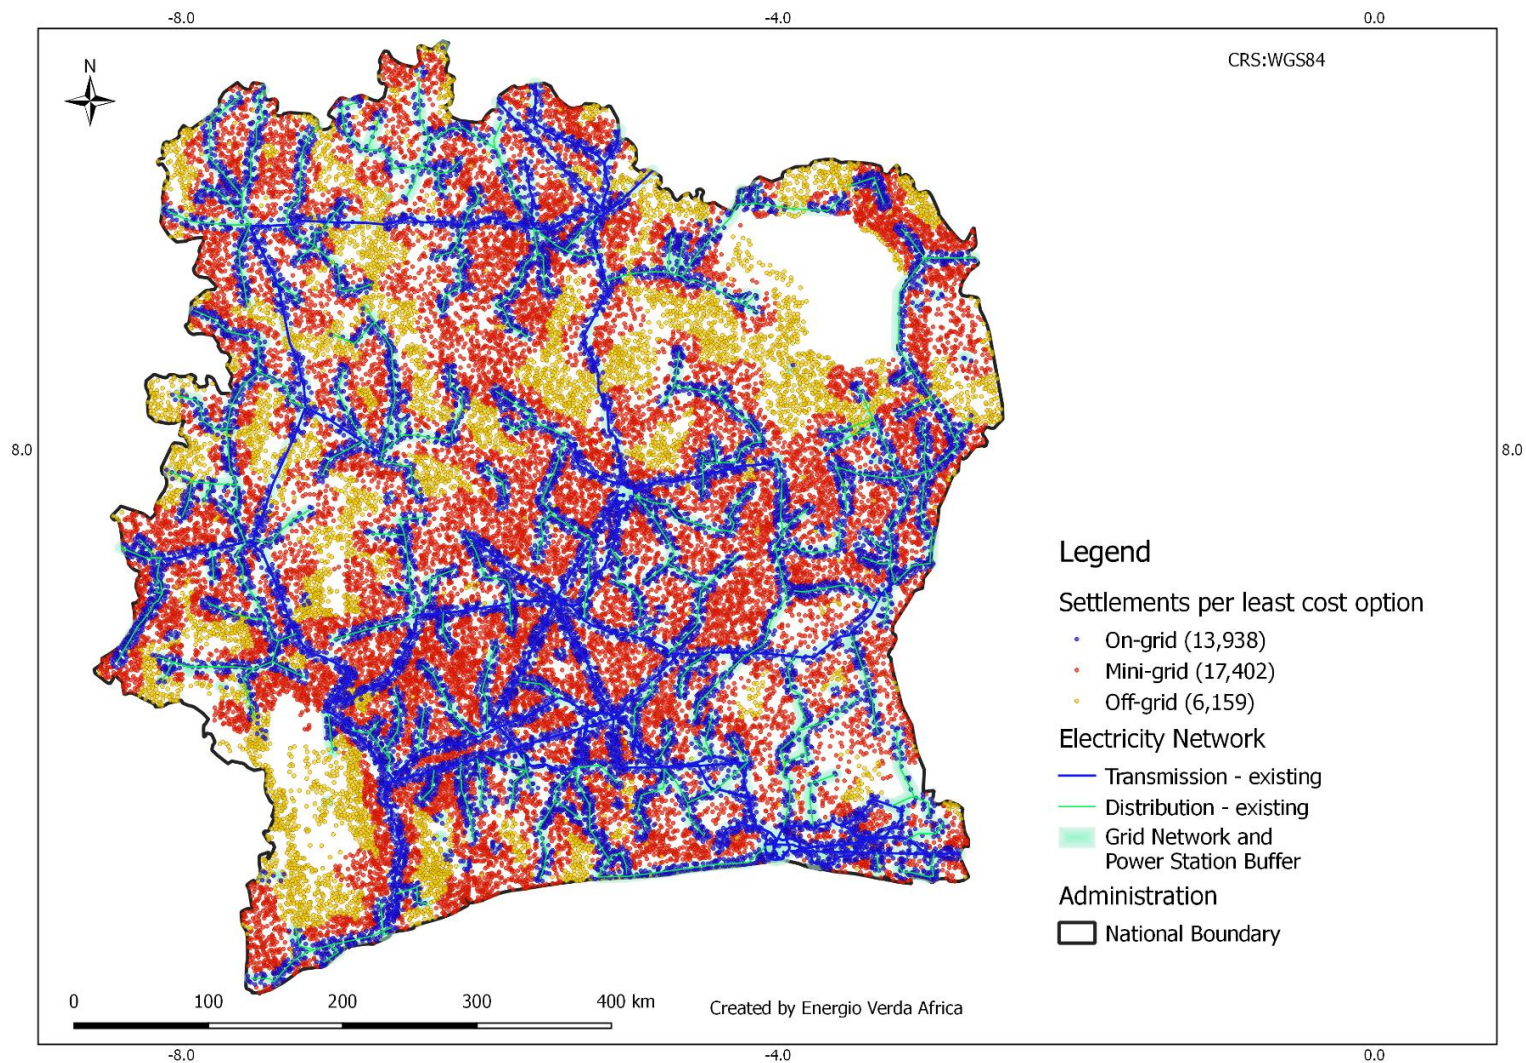 -8.0
-4.0
0.0
CRS:WGS84
N
8.0
8.0
Legend
Settlements per least cost option
On-grid (13,938)
Mini-grid (17,402)
Off-grid (6,159)
Electricity Network
Transmission - existing
Distribution - existing
Grid Network and
Power Station Buffer
Administration
National Boundary
0 100 200 300 400 km
Created by Energio Verda Africa
-8.0
-4.0
0.0